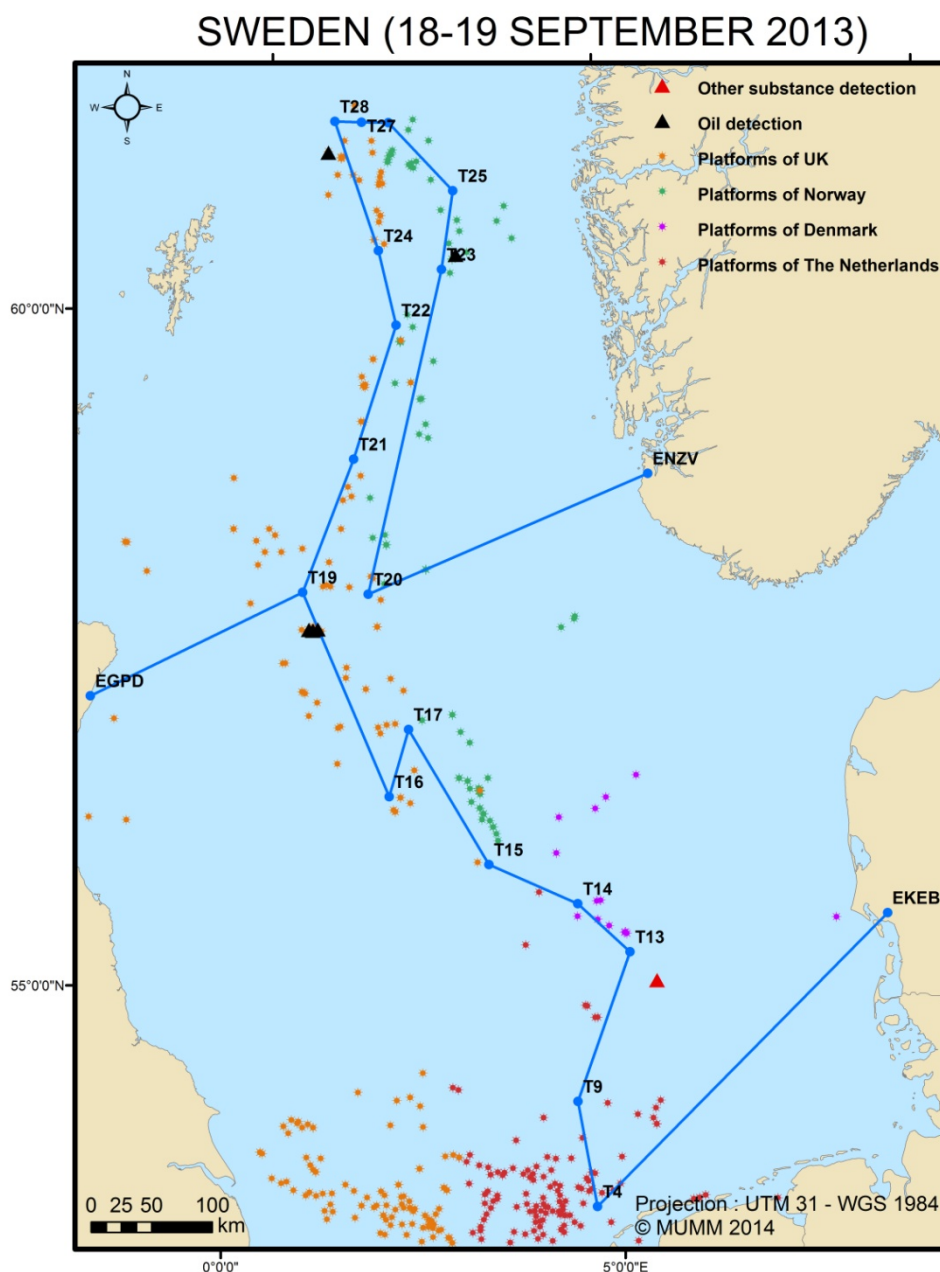 SWEDEN (18-19 SEPTEMBER 2013)
N
W E
S
Other substance detection
Oil detection
Platforms of UK
Platforms of Norway
Platforms of Denmark
Platforms of The Netherlands
T28
T27
T25
T24
T23
60°0'0"N
T22
T21
ENZV
T19
T20
EGPD
T17
T16
T15
T14
EKEB
T13
55°0'0"N
T9
T4
0 25 50 100
km
Projection : UTM 31 - WGS 1984
© MUMM 2014
0°0'0"
5°0'0"E